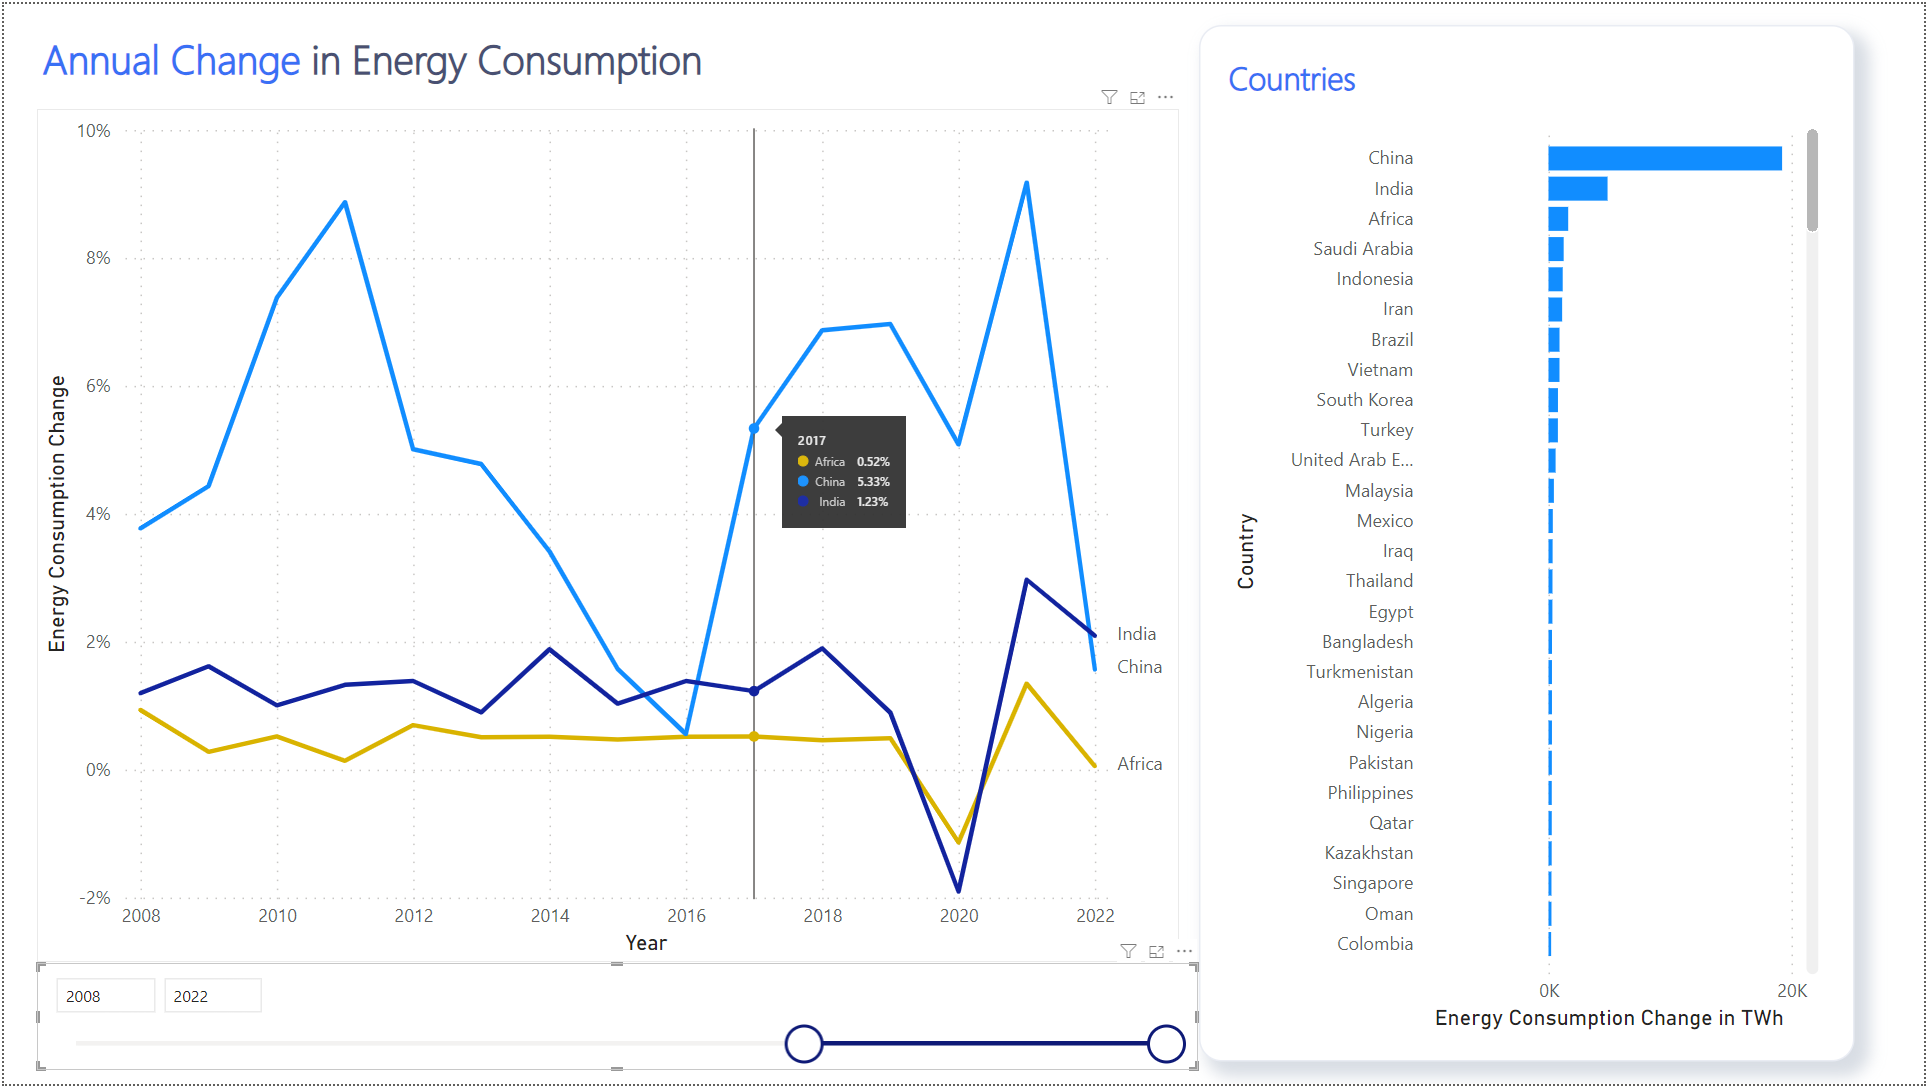 Annual Change in Energy Consumption
10%
8%
6%
4%
2%
0%
-2%
Energy Consumption Change
2017
Africa 0.52%
China 5.33%
India 1.23%
India
China
Africa
2008 2010 2012 2014 2016 2018 2020 2022
Year
2008 2022
Countries
Country
China
India
Africa
Saudi Arabia
Indonesia
Iran
Brazil
Vietnam
South Korea
Turkey
United Arab E...
Malaysia
Mexico
Iraq
Thailand
Egypt
Bangladesh
Turkmenistan
Algeria
Nigeria
Pakistan
Philippines
Qatar
Kazakhstan
Singapore
Oman
Colombia
0K 20K
Energy Consumption Change in TWh